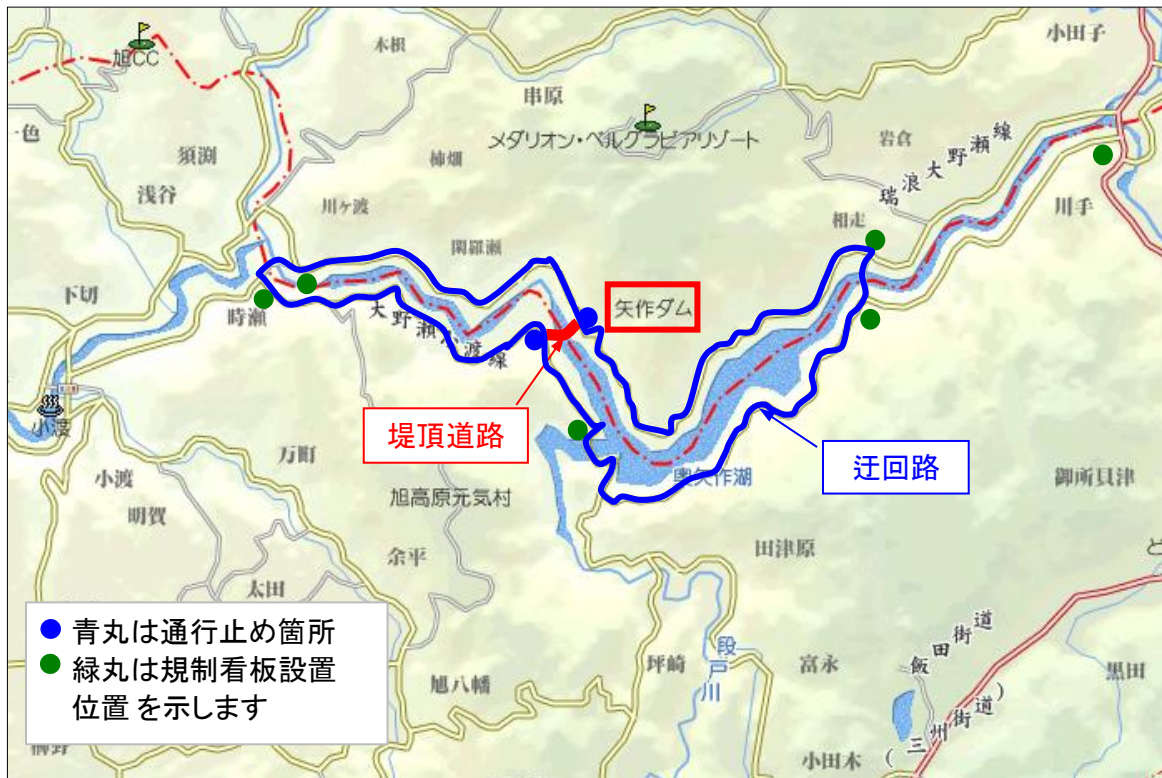 小田子
木根
旭CC
串原
メダリオン・ベルグラビアリゾート
一色
須渕
柿畑
岩倉
瑞浪大野瀬線
浅谷
川ヶ渡
相走
川手
閑羅瀬
下切
時瀬
大野瀬小渡線
矢作ダム
堤頂道路
小渡
万町
奥矢作湖
迂回路
小渡
明賀
旭高原元気村
御所貝津
余平
田津原
ど
太田
青丸は通行止め箇所
緑丸は規制看板設置
位置 を示します
旭八幡
坪崎
段戸川
富永
飯田街道
(三州街道)
黒田
小田木